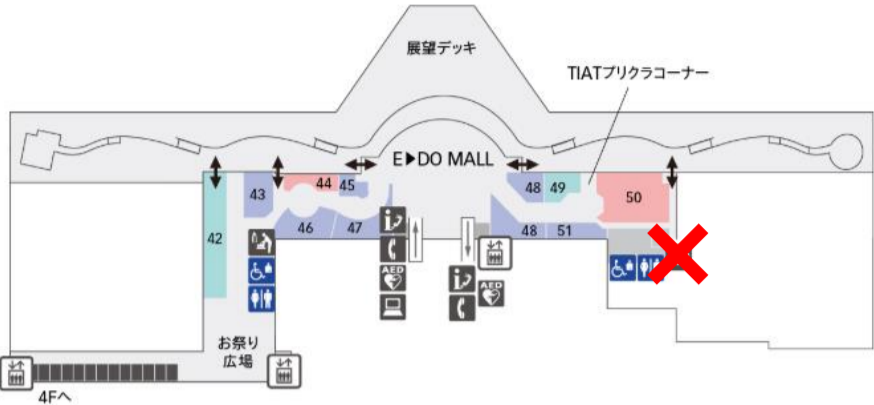 展望デッキ
TIATプリクラコーナー
E▶DO MALL
43
44
45
48
49
50
42
46
47
48
51
AED
AED
お祭り
広場
4Fへ